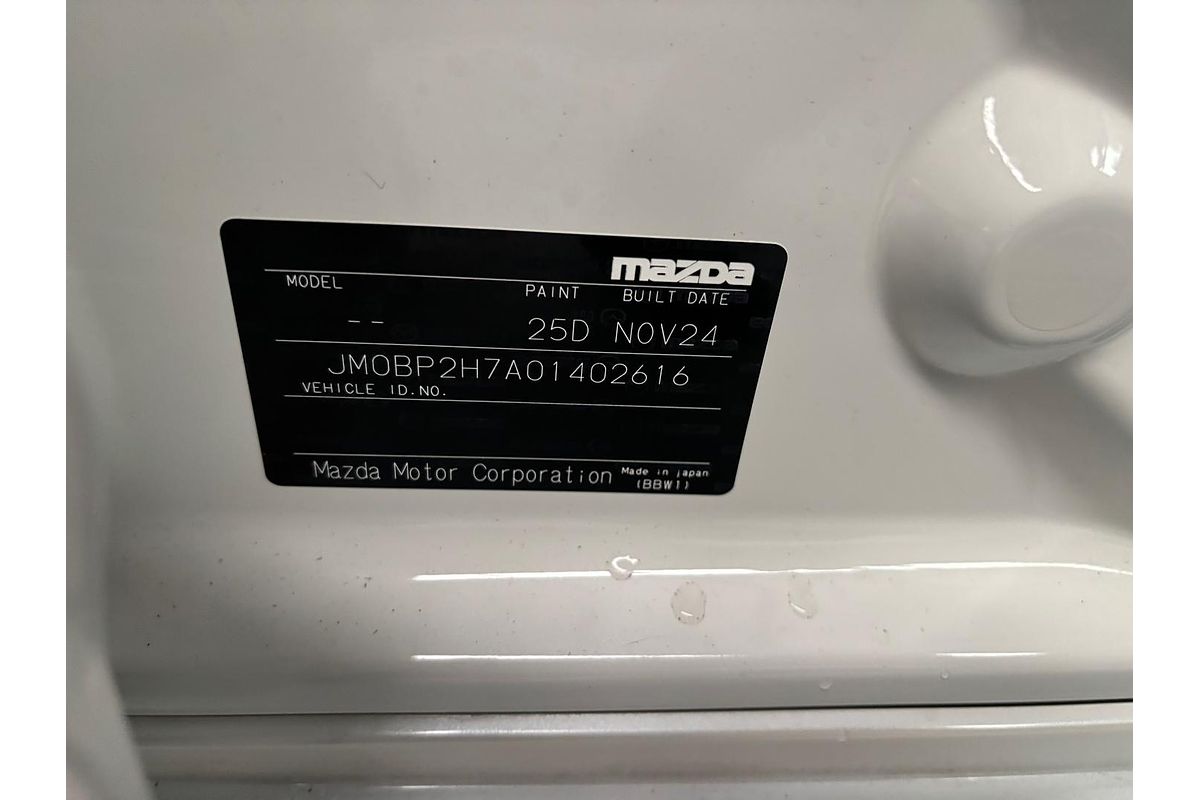 mazda
MODEL PAINT BUILT DATE
-- 25D NOV24
JM0BP2H7A01402616
VEHICLE ID.NO.
Mazda Motor Corporation Made in japan
(BBW1)